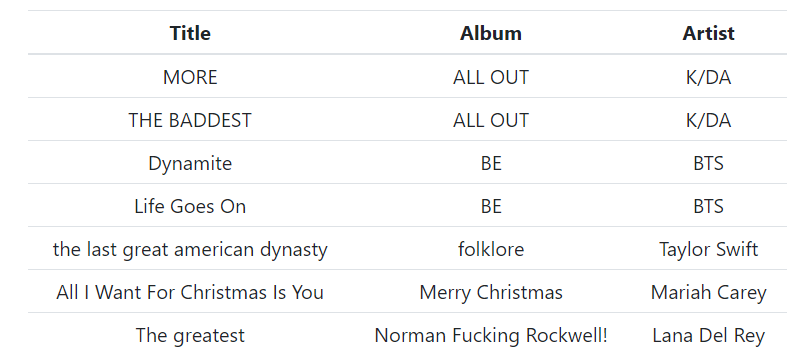 Title Album Artist
MORE ALL OUT K/DA
THE BADDEST ALL OUT K/DA
Dynamite BE BTS
Life Goes On BE BTS
the last great american dynasty folklore Taylor Swift
All I Want For Christmas Is You Merry Christmas Mariah Carey
The greatest Norman Fucking Rockwell! Lana Del Rey